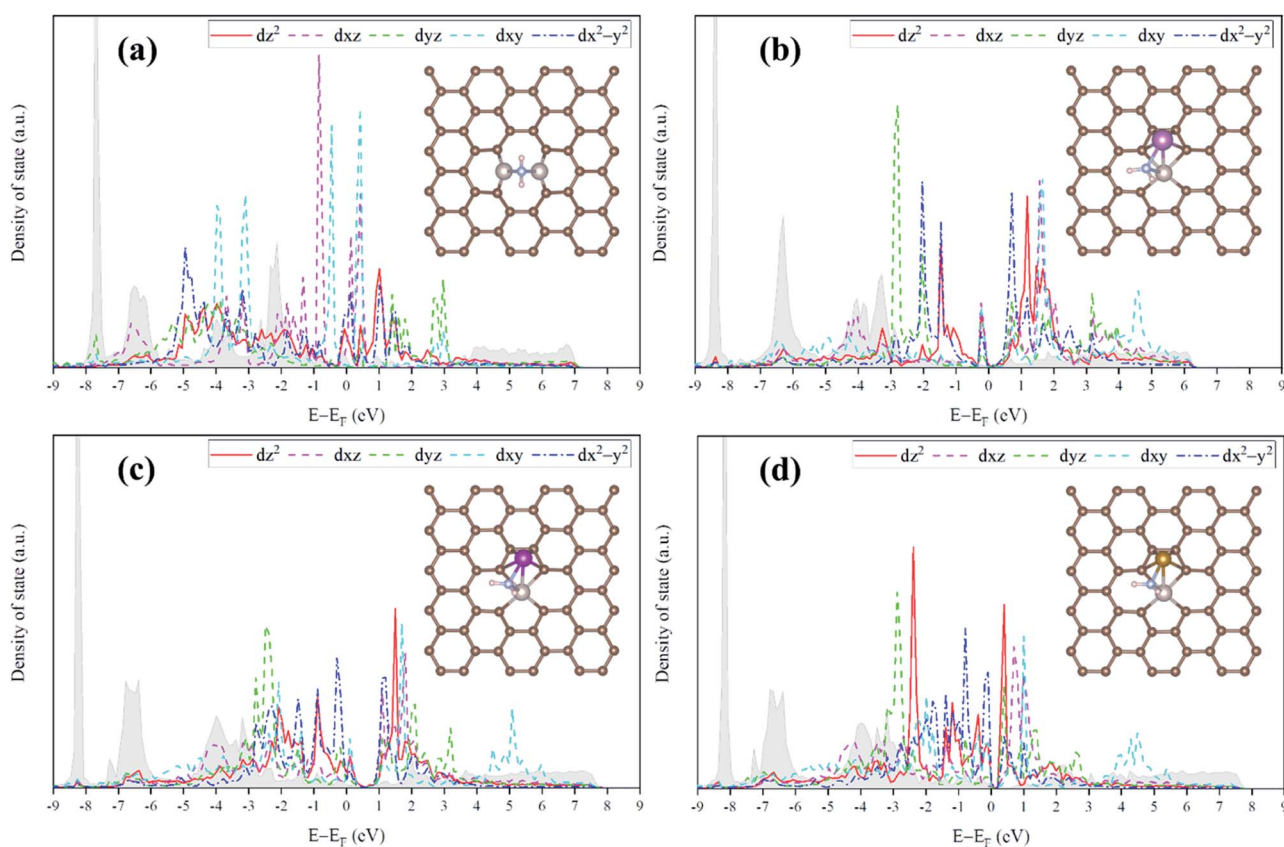 (a)
dz² dxz dyz dxy dx²−y²
Density of state (a.u.)
-9 -8 -7 -6 -5 -4 -3 -2 -1 0 1 2 3 4 5 6 7 8 9
E−E_F (eV)
(b)
dz² dxz dyz dxy dx²−y²
Density of state (a.u.)
-9 -8 -7 -6 -5 -4 -3 -2 -1 0 1 2 3 4 5 6 7 8 9
E−E_F (eV)
(c)
dz² dxz dyz dxy dx²−y²
Density of state (a.u.)
-9 -8 -7 -6 -5 -4 -3 -2 -1 0 1 2 3 4 5 6 7 8 9
E−E_F (eV)
(d)
dz² dxz dyz dxy dx²−y²
Density of state (a.u.)
-9 -8 -7 -6 -5 -4 -3 -2 -1 0 1 2 3 4 5 6 7 8 9
E−E_F (eV)